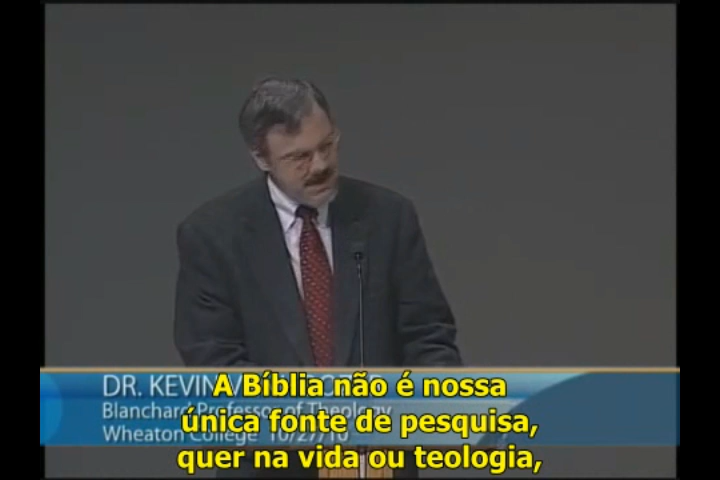 DR. KEVIN
Blanchard Professor of Theology
Wheaton College 10/27/10
A Bíblia não é nossa
única fonte de pesquisa,
quer na vida ou teologia,